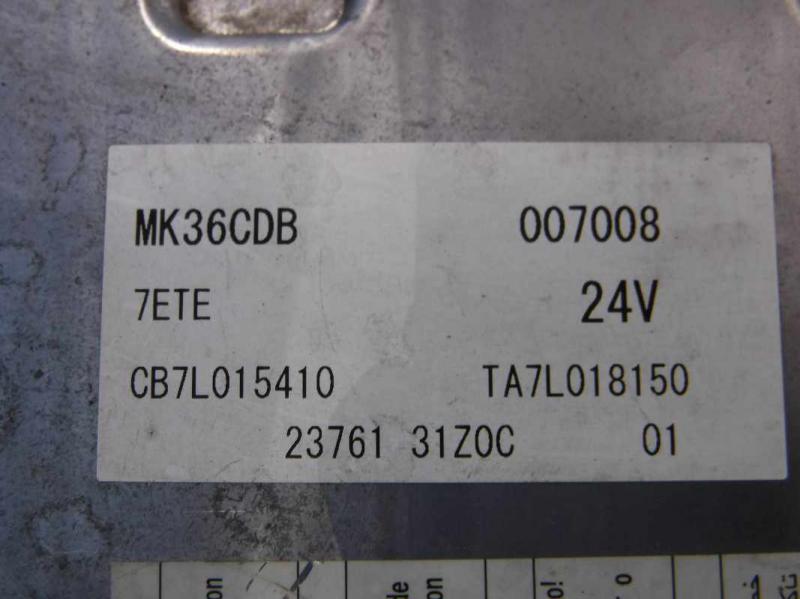 MK36CDB 007008
7ETE 24V
CB7L015410 TA7L018150
23761 31Z0C 01